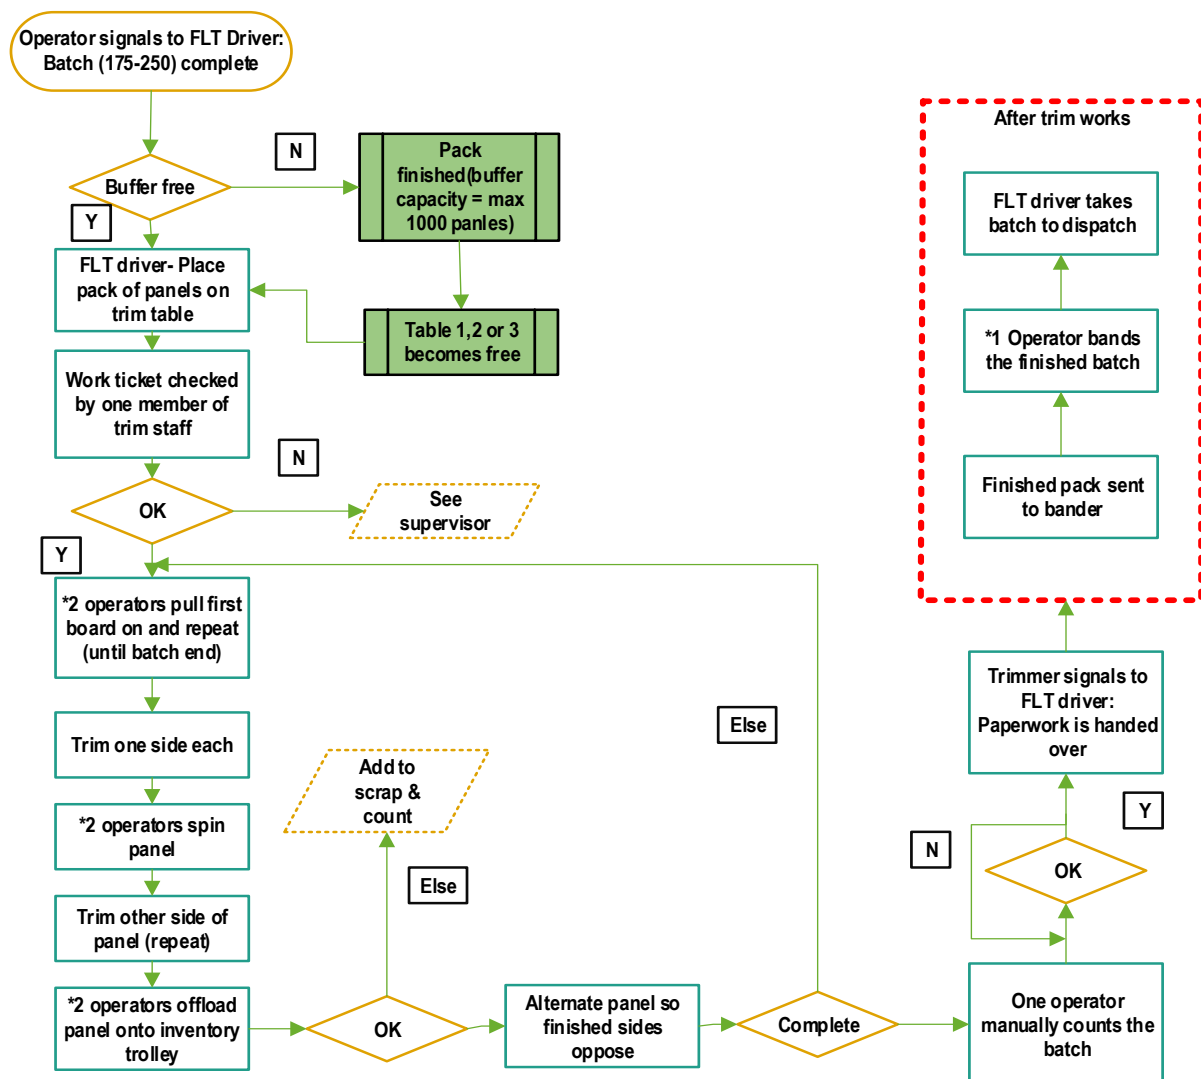 Operator signals to FLT Driver:
Batch (175-250) complete
Buffer free
N
Y
Pack
finished(buffer
capacity = max
1000 panles)
FLT driver- Place
pack of panels on
trim table
Table 1,2 or 3
becomes free
Work ticket checked
by one member of
trim staff
N
OK
See
supervisor
Y
*2 operators pull first
board on and repeat
(until batch end)
Trim one side each
*2 operators spin
panel
Trim other side of
panel (repeat)
*2 operators offload
panel onto inventory
trolley
OK
Else
Add to
scrap &
count
Alternate panel so
finished sides
oppose
Complete
Else
One operator
manually counts the
batch
OK
N
Y
Trimmer signals to
FLT driver:
Paperwork is handed
over
After trim works
FLT driver takes
batch to dispatch
*1 Operator bands
the finished batch
Finished pack sent
to bander